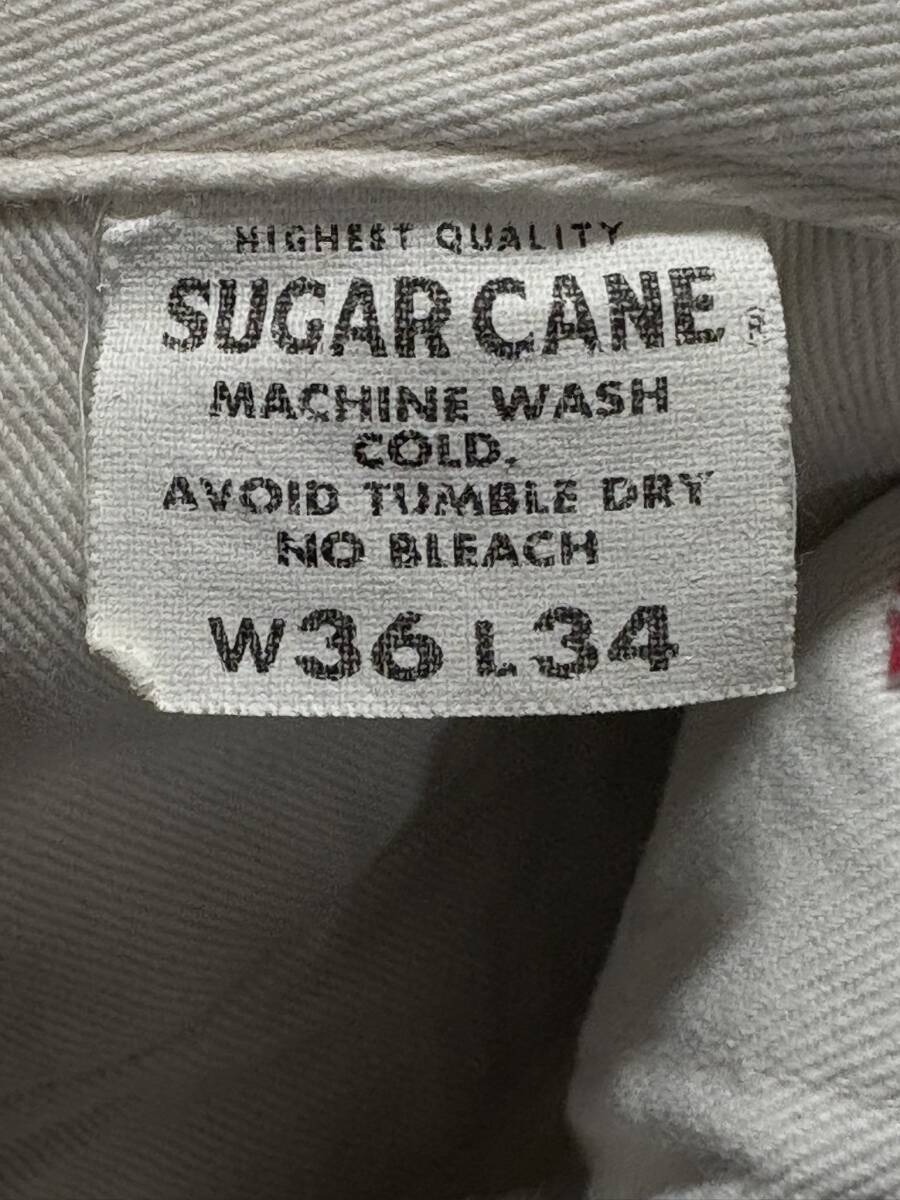 HIGHEST QUALITY
SUGAR CANE ®
MACHINE WASH
COLD.
AVOID TUMBLE DRY
NO BLEACH
W36 L34